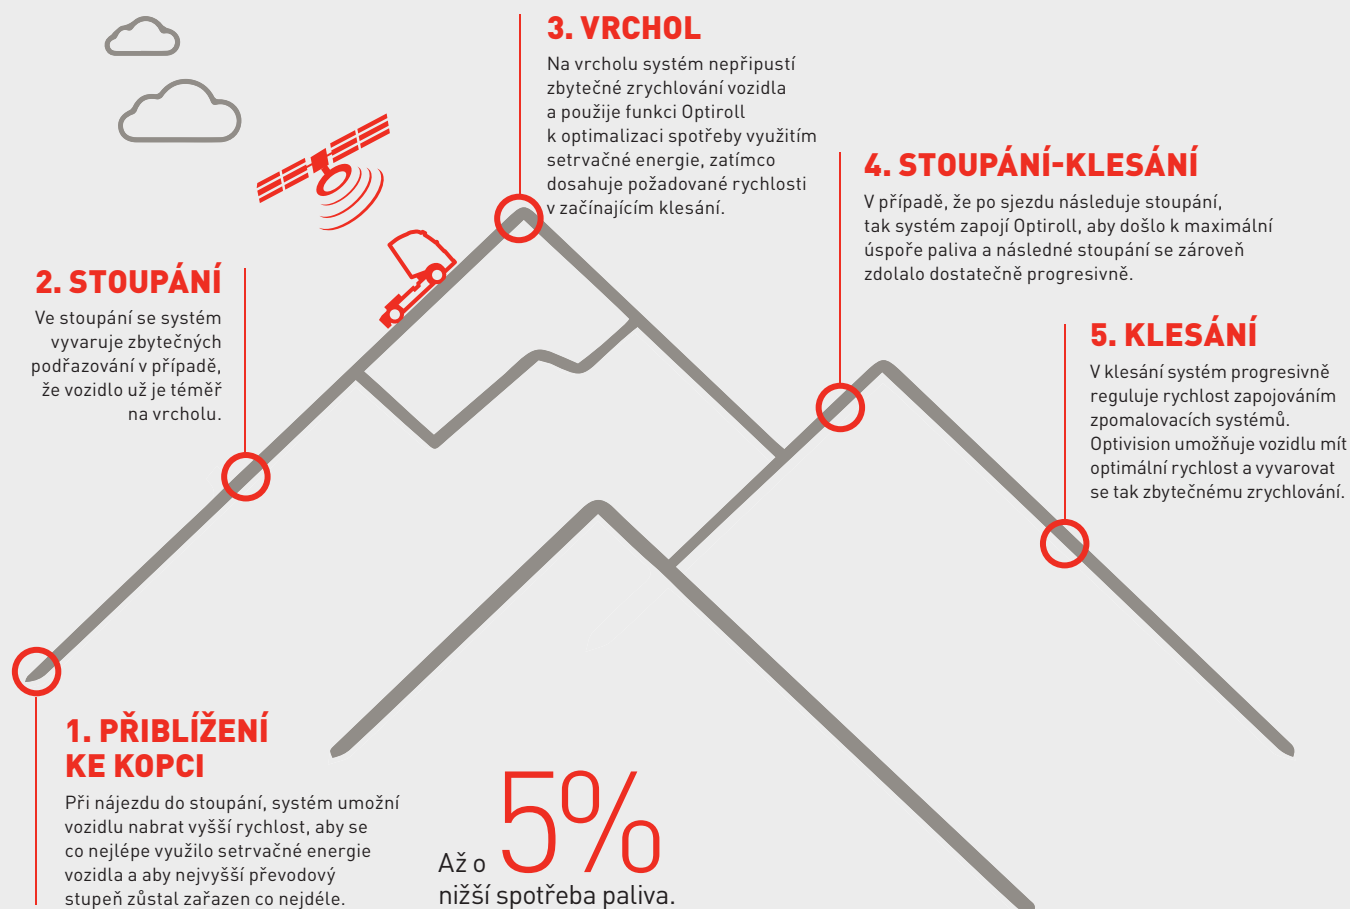 1. PŘIBLÍŽENÍ
KE KOPCI
Při nájezdu do stoupání, systém umožní
vozidlu nabrat vyšší rychlost, aby se
co nejlépe využilo setrvačné energie
vozidla a aby nejvyšší převodový
stupeň zůstal zařazen co nejdéle.
2. STOUPÁNÍ
Ve stoupání se systém
vyvaruje zbytečných
podřazování v případě,
že vozidlo už je téměř
na vrcholu.
3. VRCHOL
Na vrcholu systém nepřipustí
zbytečné zrychlování vozidla
a použije funkci Optiroll
k optimalizaci spotřeby využitím
setrvačné energie, zatímco
dosahuje požadované rychlosti
v začínajícím klesání.
4. STOUPÁNÍ-KLESÁNÍ
V případě, že po sjezdu následuje stoupání,
tak systém zapojí Optiroll, aby došlo k maximální
úspoře paliva a následné stoupání se zároveň
zdolalo dostatečně progresivně.
5. KLESÁNÍ
V klesání systém progresivně
reguluje rychlost zapojováním
zpomalovacích systémů.
Optivision umožňuje vozidlu mít
optimální rychlost a vyvarovat
se tak zbytečnému zrychlování.
Až o 5%
nižší spotřeba paliva.